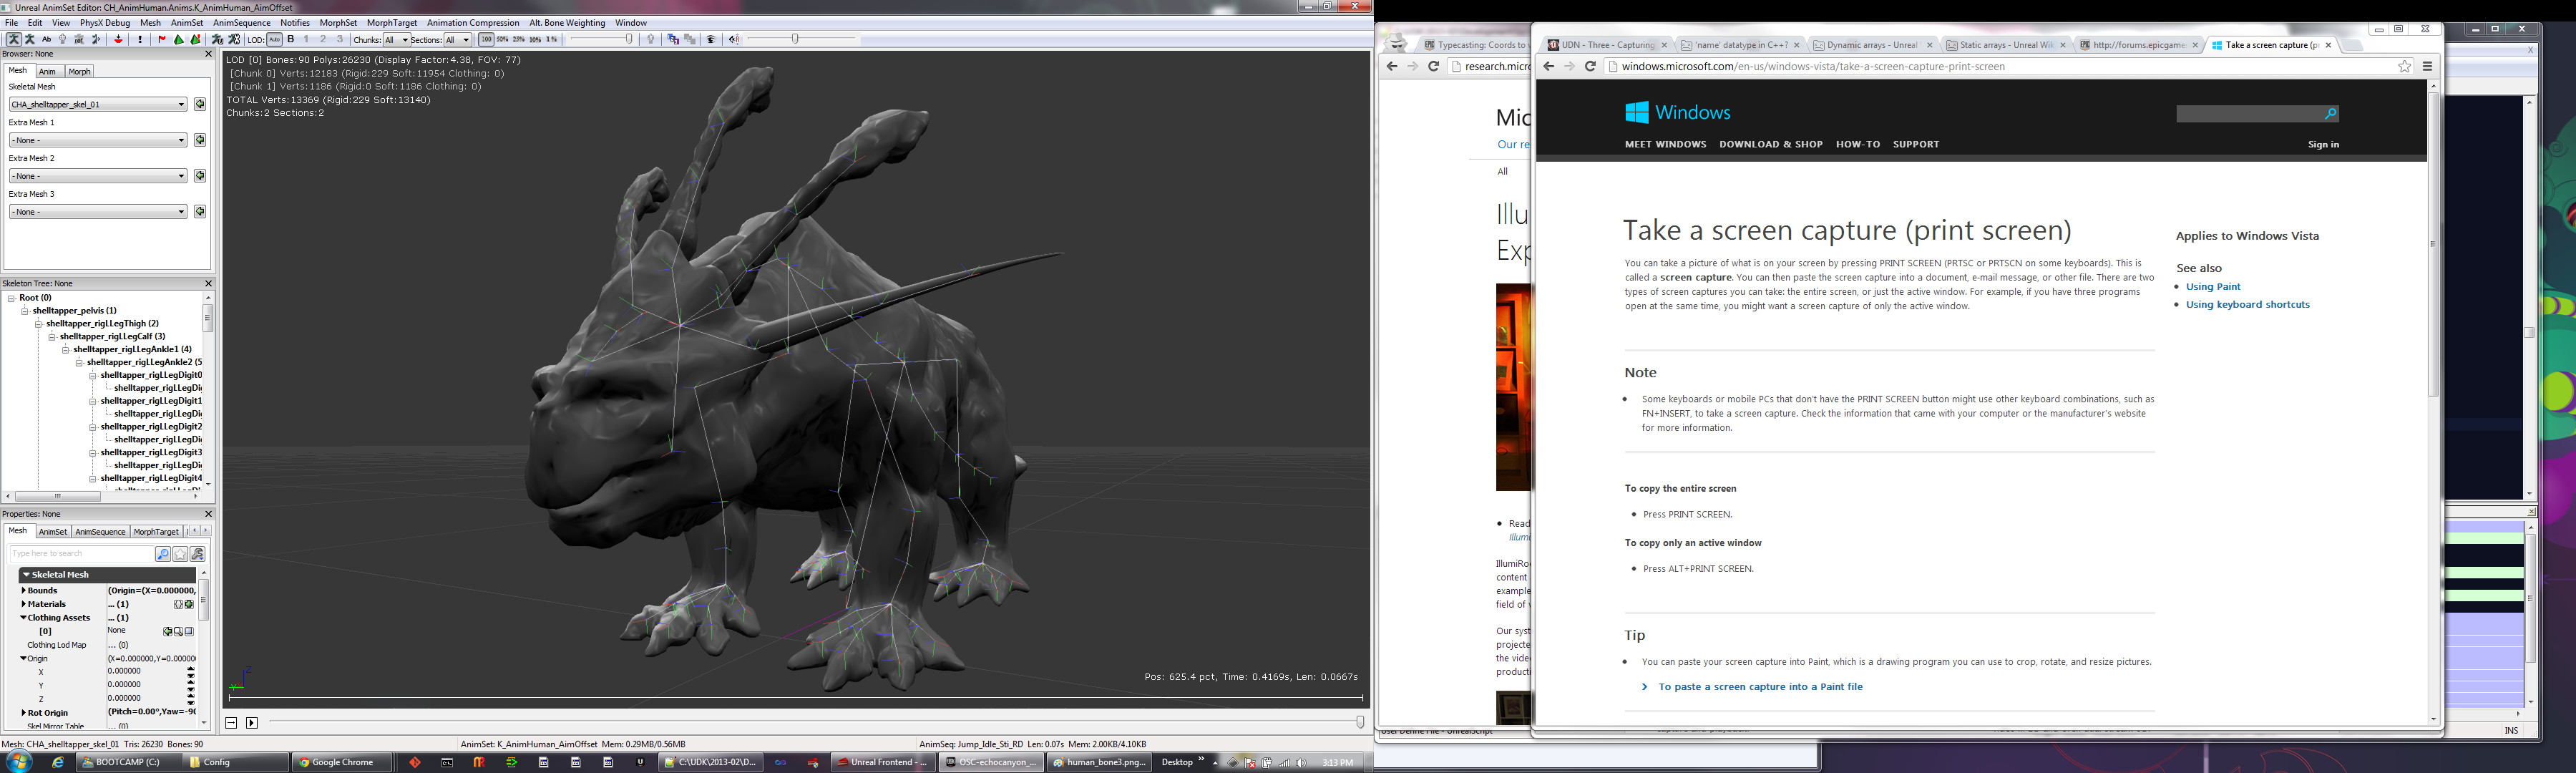 Unreal AnimSet Editor: CH_AnimHuman.Anims.K_AnimHuman_AimOffset
File Edit View PhysX Debug Mesh AnimSet AnimSequence Notifies MorphSet MorphTarget Animation Compression Alt. Bone Weighting Window
LOD: Auto B 1 2 3 Chunks: All Sections: All 100 50% 25% 10% 1%
Browser: None
Mesh Anim Morph
Skeletal Mesh
CHA_shelltapper_skel_01
Extra Mesh 1
- None -
Extra Mesh 2
- None -
Extra Mesh 3
- None -
Skeleton Tree: None
Root (0)
shelltapper_pelvis (1)
shelltapper_rigLLegThigh (2)
shelltapper_rigLLegCalf (3)
shelltapper_rigLLegAnkle1 (4)
shelltapper_rigLLegAnkle2 (5
shelltapper_rigLLegDigit0
shelltapper_rigLLegDi
shelltapper_rigLLegDigit1
shelltapper_rigLLegDi
shelltapper_rigLLegDigit2
shelltapper_rigLLegDi
shelltapper_rigLLegDigit3
shelltapper_rigLLegDi
shelltapper_rigLLegDigit4
Properties: None
Mesh AnimSet AnimSequence MorphTarget
Type here to search
Skeletal Mesh
Bounds (Origin=(X=0.000000,
Materials ... (1)
Clothing Assets ... (1)
[0] None
Clothing Lod Map ... (0)
Origin (X=0.000000,Y=0.00000
X 0.000000
Y 0.000000
Z 0.000000
Rot Origin (Pitch=0.00°,Yaw=-90
Skel Mirror Table ... (0)
LOD [0] Bones:90 Polys:26230 (Display Factor:4.38, FOV: 77)
[Chunk 0] Verts:12183 (Rigid:229 Soft:11954 Clothing: 0)
[Chunk 1] Verts:1186 (Rigid:0 Soft:1186 Clothing: 0)
TOTAL Verts:13369 (Rigid:229 Soft:13140)
Chunks:2 Sections:2
Pos: 625.4 pct, Time: 0.4169s, Len: 0.0667s
Mesh: CHA_shelltapper_skel_01 Tris: 26230 Bones: 90
AnimSet: K_AnimHuman_AimOffset Mem: 0.29MB/0.56MB
AnimSeq: Jump_Idle_Sti_RD Len: 0.07s Mem: 2.00KB/4.10KB
BOOTCAMP (C:) Config Google Chrome C:\UDK\2013-02\D... Unreal Frontend - ... OSC-echocanyon_... human_bone3.png... Desktop 3:13 PM
Typecasting: Coords to v
research.micro
Mic
Our re
All
Illu
Exp
Read
Illumi
IllumiRoo
content
example
field of v
Our syst
projecte
the video
producti
User Define File - UnrealScript
INS
UDN - Three - Capturing 'name' datatype in C++? Dynamic arrays - Unreal Static arrays - Unreal Wiki http://forums.epicgame Take a screen capture (p
windows.microsoft.com/en-us/windows-vista/take-a-screen-capture-print-screen
Windows
MEET WINDOWS DOWNLOAD & SHOP HOW-TO SUPPORT
Sign in
Take a screen capture (print screen)
You can take a picture of what is on your screen by pressing PRINT SCREEN (PRTSC or PRTSCN on some keyboards). This is
called a screen capture. You can then paste the screen capture into a document, e-mail message, or other file. There are two
types of screen captures you can take: the entire screen, or just the active window. For example, if you have three programs
open at the same time, you might want a screen capture of only the active window.
Applies to Windows Vista
See also
Using Paint
Using keyboard shortcuts
Note
Some keyboards or mobile PCs that don't have the PRINT SCREEN button might use other keyboard combinations, such as
FN+INSERT, to take a screen capture. Check the information that came with your computer or the manufacturer's website
for more information.
To copy the entire screen
Press PRINT SCREEN.
To copy only an active window
Press ALT+PRINT SCREEN.
Tip
You can paste your screen capture into Paint, which is a drawing program you can use to crop, rotate, and resize pictures.
To paste a screen capture into a Paint file